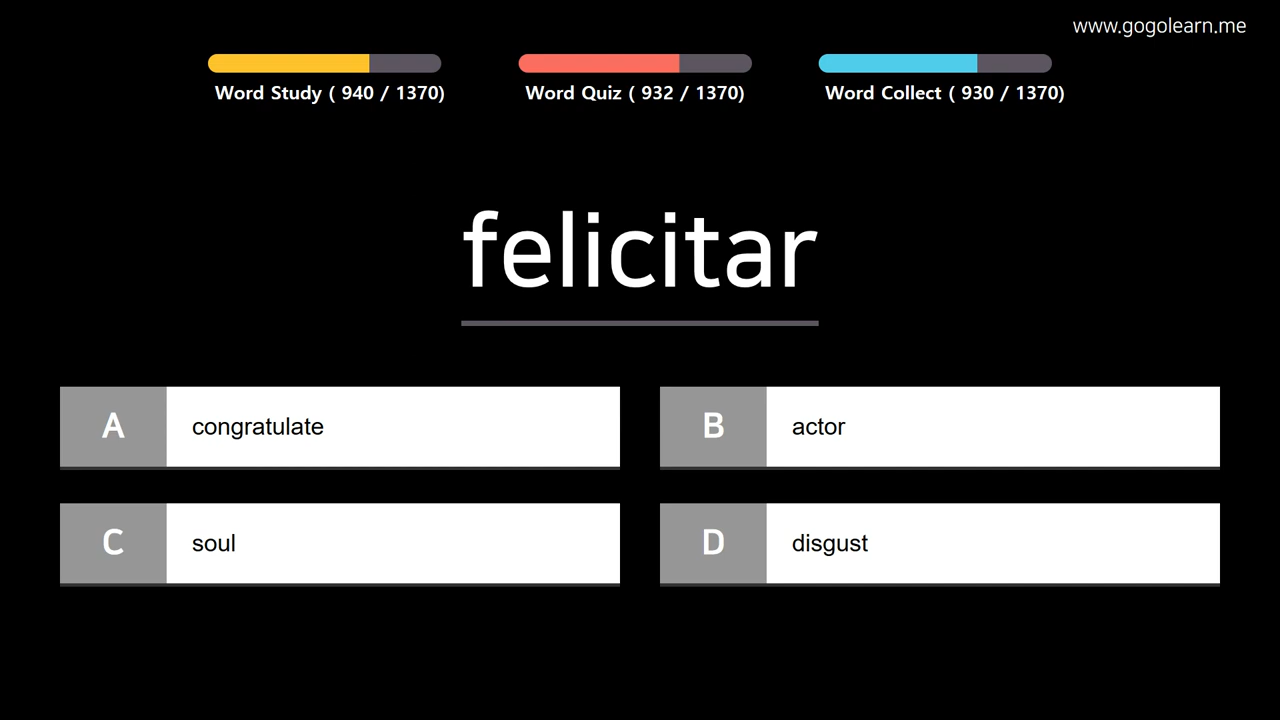 www.gogolearn.me
Word Study ( 940 / 1370)
Word Quiz ( 932 / 1370)
Word Collect ( 930 / 1370)
felicitar
A congratulate
B actor
C soul
D disgust